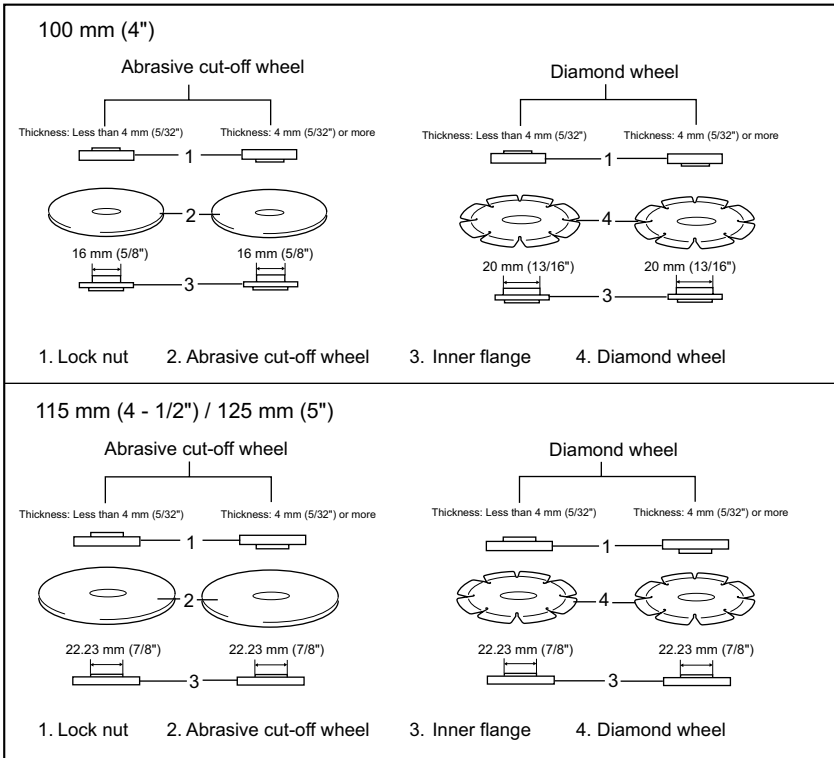 100 mm (4")
Abrasive cut-off wheel
Diamond wheel
Thickness: Less than 4 mm (5/32")
Thickness: 4 mm (5/32") or more
Thickness: Less than 4 mm (5/32")
Thickness: 4 mm (5/32") or more
1
1
2
4
16 mm (5/8")
16 mm (5/8")
20 mm (13/16")
20 mm (13/16")
3
3
1. Lock nut
2. Abrasive cut-off wheel
3. Inner flange
4. Diamond wheel
115 mm (4 - 1/2") / 125 mm (5")
Abrasive cut-off wheel
Diamond wheel
Thickness: Less than 4 mm (5/32")
Thickness: 4 mm (5/32") or more
Thickness: Less than 4 mm (5/32")
Thickness: 4 mm (5/32") or more
1
1
2
4
22.23 mm (7/8")
22.23 mm (7/8")
22.23 mm (7/8")
22.23 mm (7/8")
3
3
1. Lock nut
2. Abrasive cut-off wheel
3. Inner flange
4. Diamond wheel